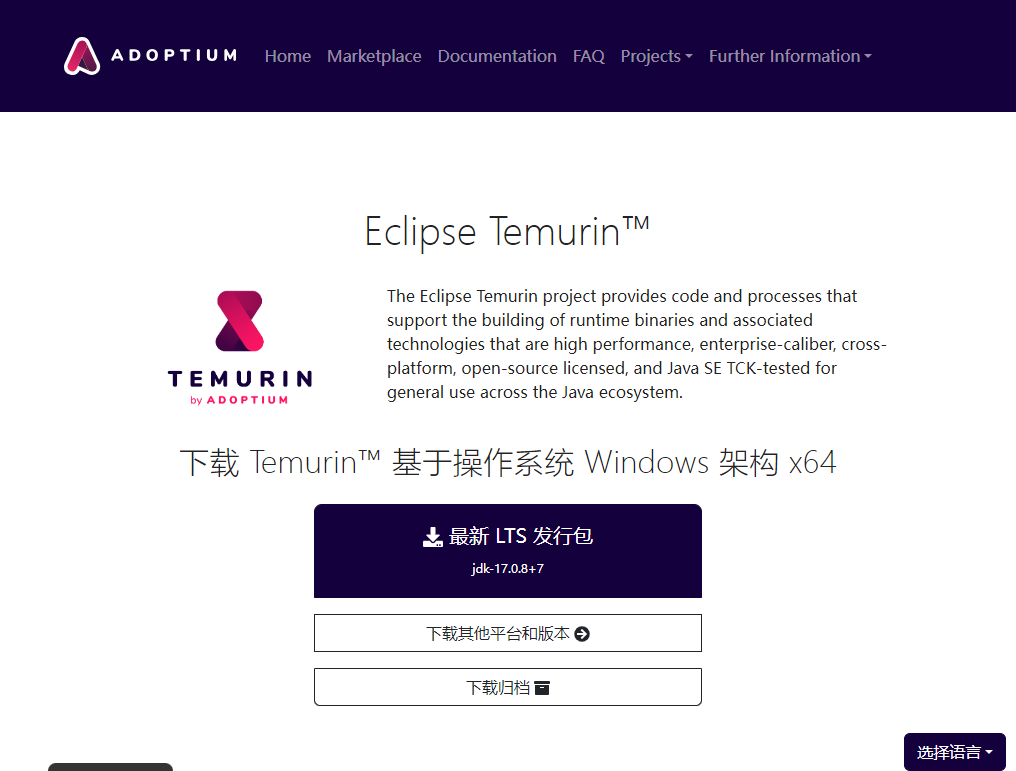 ADOPTIUM
Home Marketplace Documentation FAQ Projects Further Information
Eclipse Temurin™
TEMURIN
by ADOPTIUM
The Eclipse Temurin project provides code and processes that
support the building of runtime binaries and associated
technologies that are high performance, enterprise-caliber, cross-
platform, open-source licensed, and Java SE TCK-tested for
general use across the Java ecosystem.
下载 Temurin™ 基于操作系统 Windows 架构 x64
最新 LTS 发行包
jdk-17.0.8+7
下载其他平台和版本
下载归档
选择语言